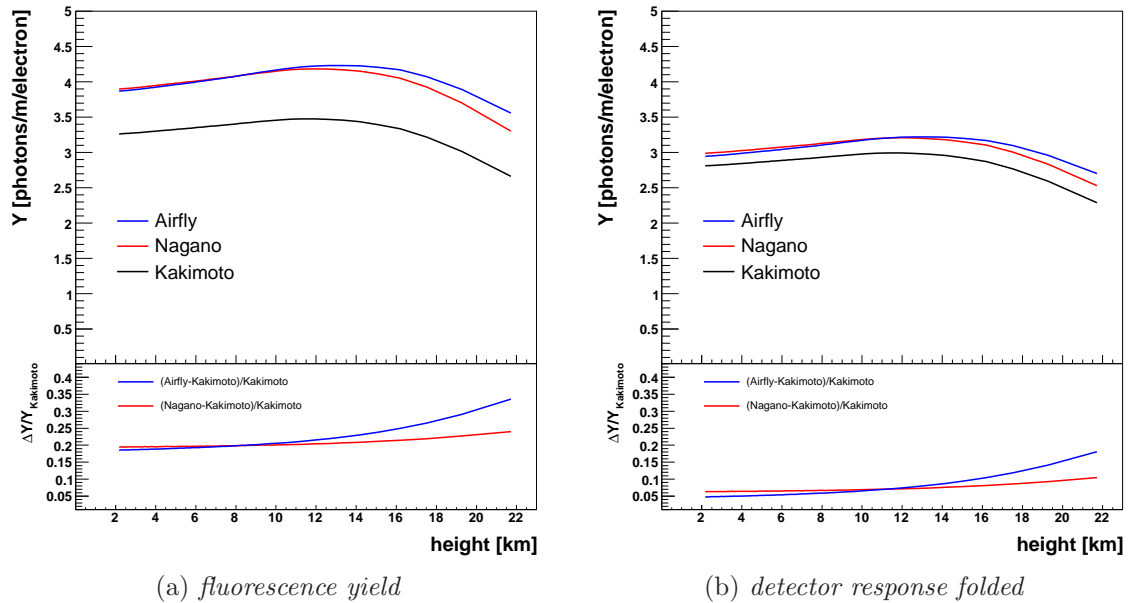 5
4.5
4
3.5
3
2.5
2
1.5
1
0.5
Y [photons/m/electron]
Airfly
Nagano
Kakimoto
0.4
0.35
0.3
0.25
0.2
0.15
0.1
0.05
ΔY/Y_Kakimoto
(Airfly-Kakimoto)/Kakimoto
(Nagano-Kakimoto)/Kakimoto
2 4 6 8 10 12 14 16 18 20 22
height [km]
(a) fluorescence yield
5
4.5
4
3.5
3
2.5
2
1.5
1
0.5
Y [photons/m/electron]
Airfly
Nagano
Kakimoto
0.4
0.35
0.3
0.25
0.2
0.15
0.1
0.05
ΔY/Y_Kakimoto
(Airfly-Kakimoto)/Kakimoto
(Nagano-Kakimoto)/Kakimoto
2 4 6 8 10 12 14 16 18 20 22
height [km]
(b) detector response folded